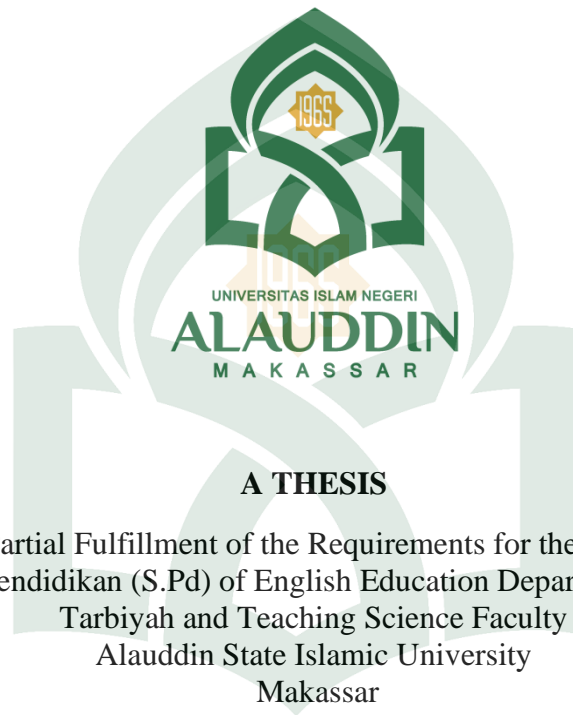 1965
UNIVERSITAS ISLAM NEGERI
ALAUDDIN
MAKASSAR
1965
A THESIS
artial Fulfillment of the Requirements for the
endidikan (S.Pd) of English Education Depar
Tarbiyah and Teaching Science Faculty
Alauddin State Islamic University
Makassar